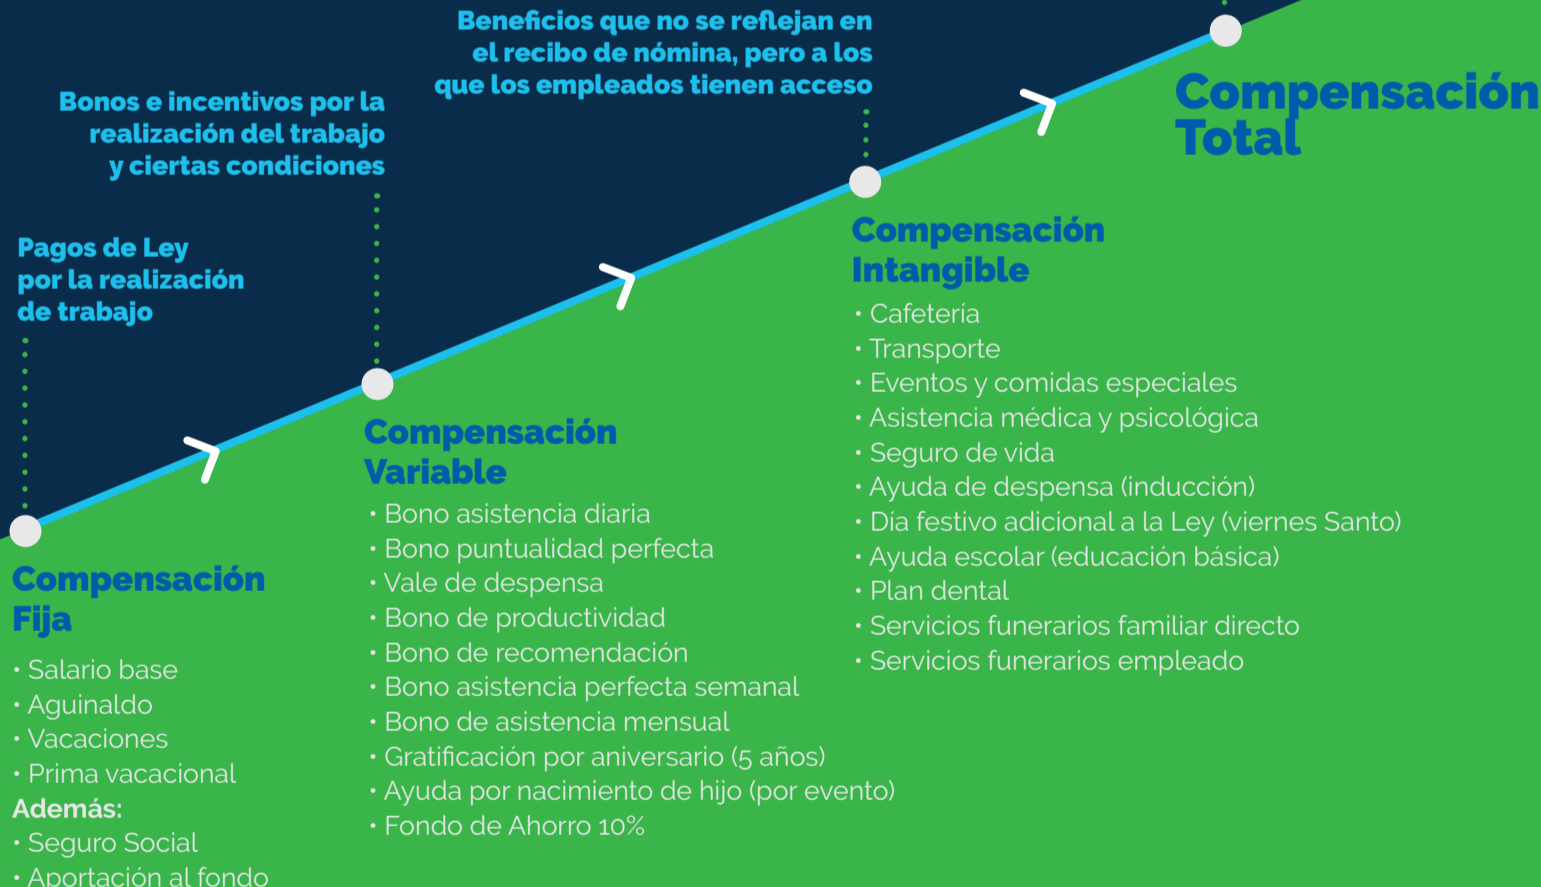 Pagos de Ley
por la realización
de trabajo
Compensación
Fija
• Salario base
• Aguinaldo
• Vacaciones
• Prima vacacional
Además:
• Seguro Social
• Aportación al fondo
Bonos e incentivos por la
realización del trabajo
y ciertas condiciones
Compensación
Variable
• Bono asistencia diaria
• Bono puntualidad perfecta
• Vale de despensa
• Bono de productividad
• Bono de recomendación
• Bono asistencia perfecta semanal
• Bono de asistencia mensual
• Gratificación por aniversario (5 años)
• Ayuda por nacimiento de hijo (por evento)
• Fondo de Ahorro 10%
Beneficios que no se reflejan en
el recibo de nómina, pero a los
que los empleados tienen acceso
Compensación
Intangible
• Cafetería
• Transporte
• Eventos y comidas especiales
• Asistencia médica y psicológica
• Seguro de vida
• Ayuda de despensa (inducción)
• Día festivo adicional a la Ley (viernes Santo)
• Ayuda escolar (educación básica)
• Plan dental
• Servicios funerarios familiar directo
• Servicios funerarios empleado
Compensación
Total